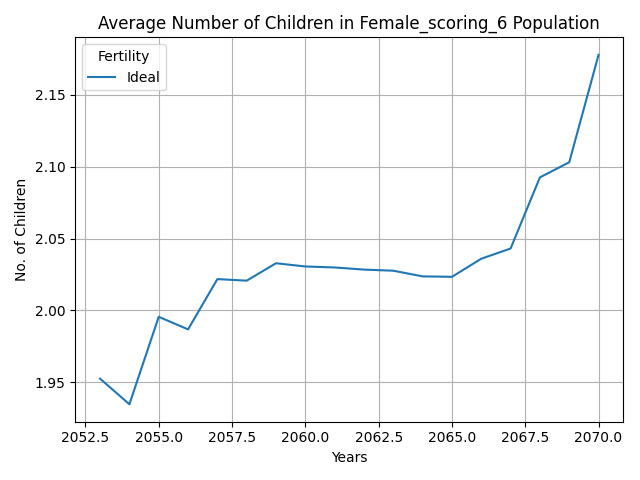 Average Number of Children in Female_scoring_6 Population
Fertility
Ideal
No. of Children
2.15
2.10
2.05
2.00
1.95
2052.5 2055.0 2057.5 2060.0 2062.5 2065.0 2067.5 2070.0
Years